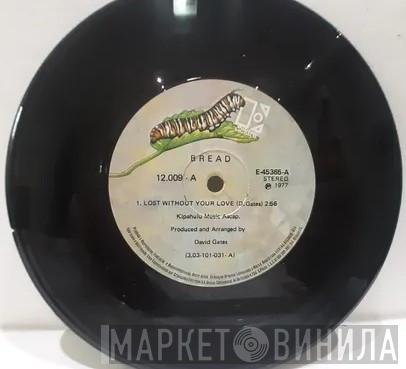 BREAD
12.009 - A
E-45365-A
STEREO
℗ 1977
1. LOST WITHOUT YOUR LOVE (D. Gates) 2:56
Kipahulu Music Ascap.
Produced and Arranged by
David Gates
(3,03-101-031-A)
МАРКЕТ ВИНИЛА